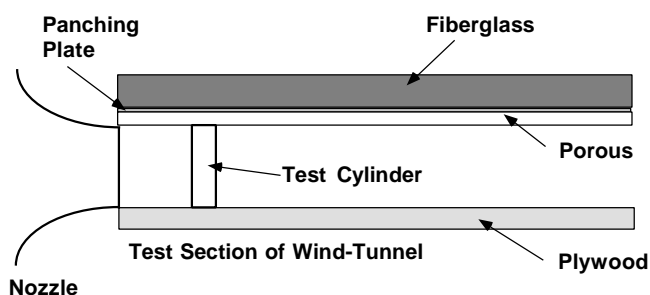 Panching
Plate
Fiberglass
Porous
Test Cylinder
Test Section of Wind-Tunnel
Plywood
Nozzle